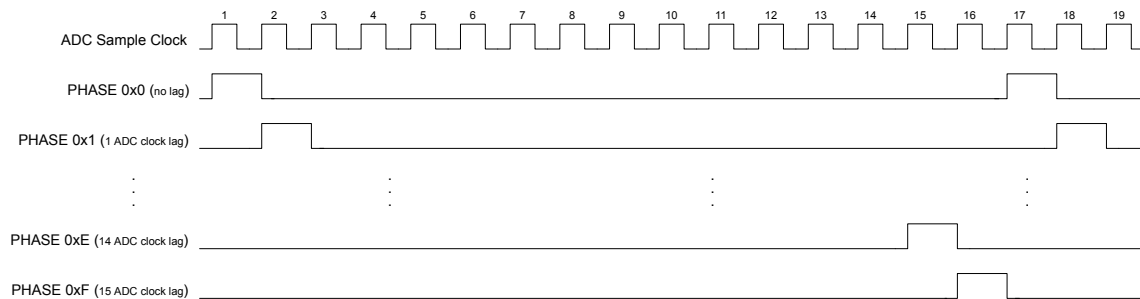 1 2 3 4 5 6 7 8 9 10 11 12 13 14 15 16 17 18 19
ADC Sample Clock
PHASE 0x0 (no lag)
PHASE 0x1 (1 ADC clock lag)
PHASE 0xE (14 ADC clock lag)
PHASE 0xF (15 ADC clock lag)